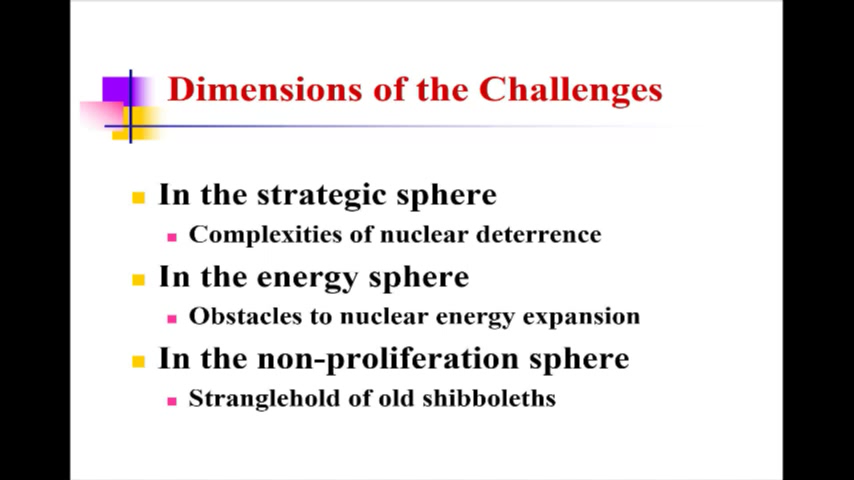 Dimensions of the Challenges
In the strategic sphere
Complexities of nuclear deterrence
In the energy sphere
Obstacles to nuclear energy expansion
In the non-proliferation sphere
Stranglehold of old shibboleths